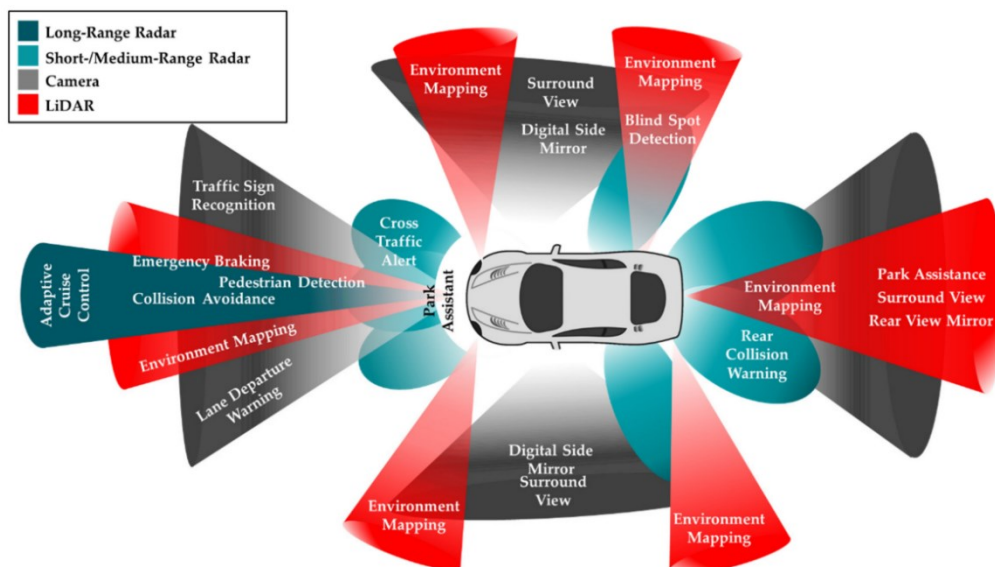 Long-Range Radar
Short-/Medium-Range Radar
Camera
LiDAR
Environment
Mapping
Surround
View
Digital Side
Mirror
Environment
Mapping
Blind Spot
Detection
Traffic Sign
Recognition
Cross
Traffic
Alert
Adaptive
Cruise
Control
Emergency Braking
Pedestrian Detection
Collision Avoidance
Park
Assistant
Environment Mapping
Lane Departure
Warning
Environment
Mapping
Park Assistance
Surround View
Rear View Mirror
Rear
Collision
Warning
Digital Side
Mirror
Surround
View
Environment
Mapping
Environment
Mapping